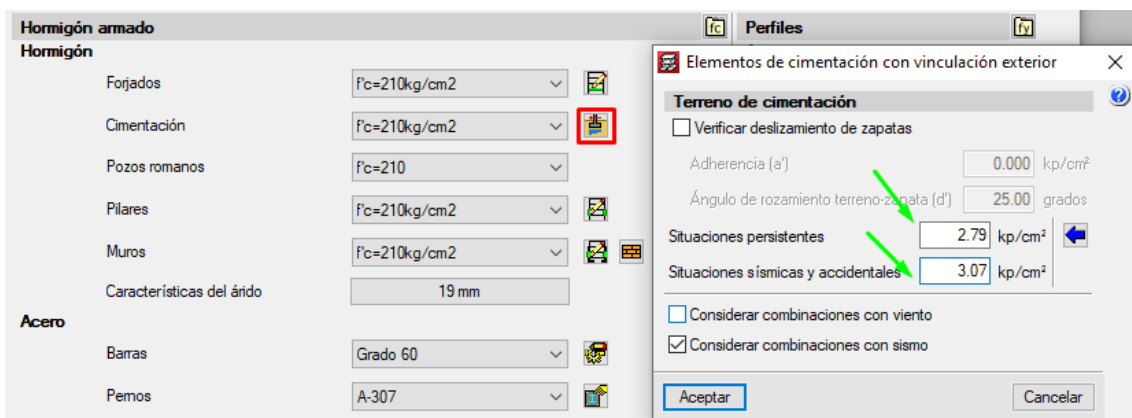 Hormigón armado
fc
Perfiles
fy
Hormigón
Forjados
f'c=210kg/cm2
Cimentación
f'c=210kg/cm2
Pozos romanos
f'c=210
Pilares
f'c=210kg/cm2
Muros
f'c=210kg/cm2
Características del árido
19 mm
Acero
Barras
Grado 60
Pernos
A-307
Elementos de cimentación con vinculación exterior
Terreno de cimentación
Verificar deslizamiento de zapatas
Adherencia (a')
0.000 kp/cm²
Ángulo de rozamiento terreno-zapata (d')
25.00 grados
Situaciones persistentes
2.79 kp/cm²
Situaciones sísmicas y accidentales
3.07 kp/cm²
Considerar combinaciones con viento
Considerar combinaciones con sismo
Aceptar
Cancelar